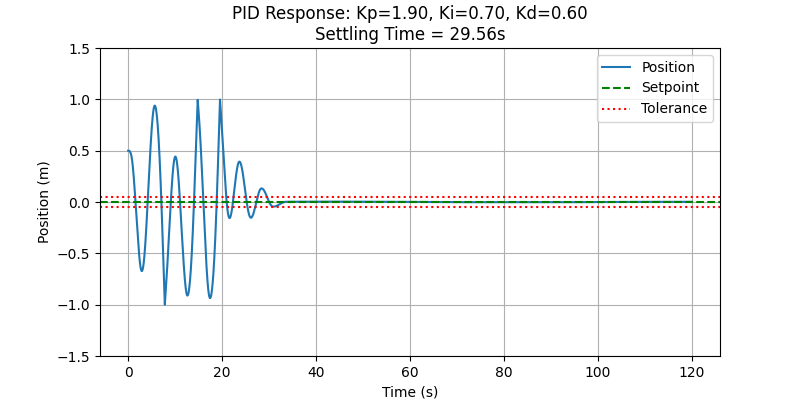 PID Response: Kp=1.90, Ki=0.70, Kd=0.60
Settling Time = 29.56s
Position (m)
1.5
1.0
0.5
0.0
−0.5
−1.0
−1.5
Position
Setpoint
Tolerance
0 20 40 60 80 100 120
Time (s)